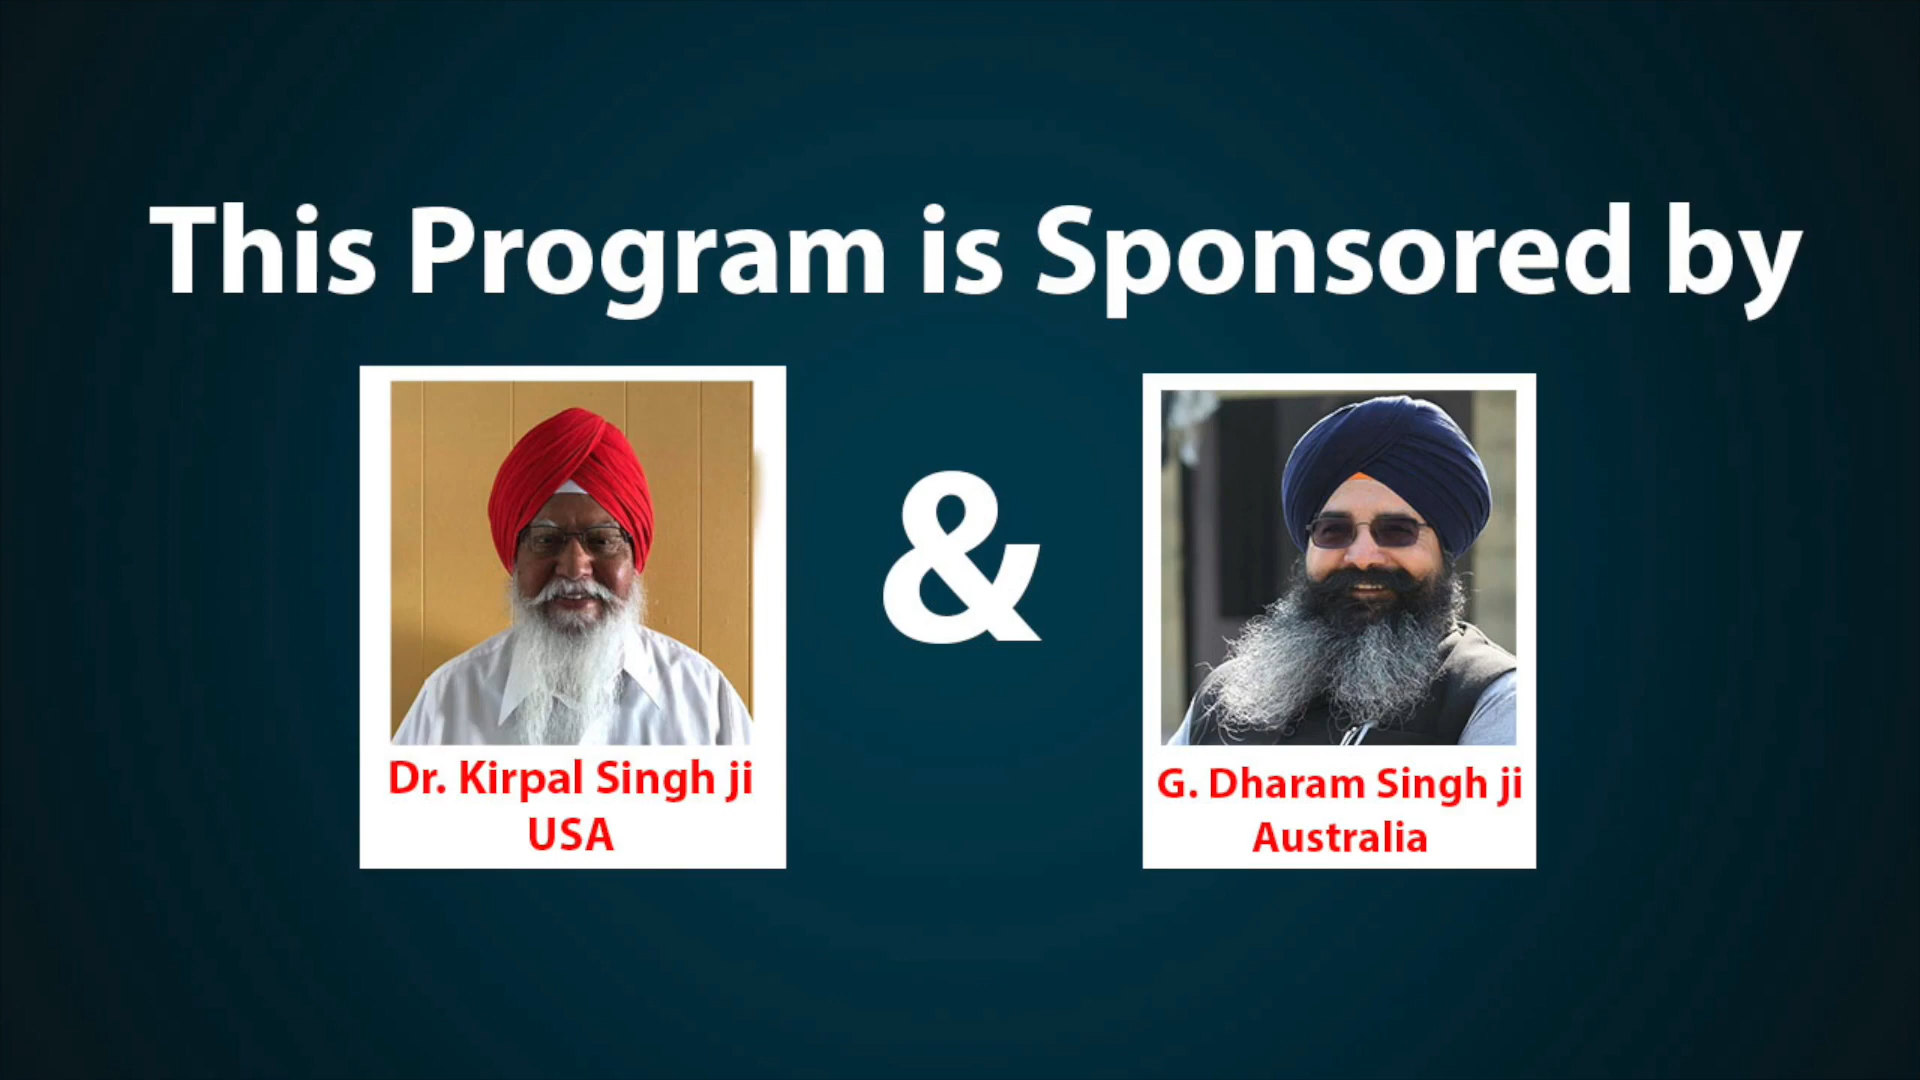 This Program is Sponsored by
&
Dr. Kirpal Singh ji
USA
G. Dharam Singh ji
Australia